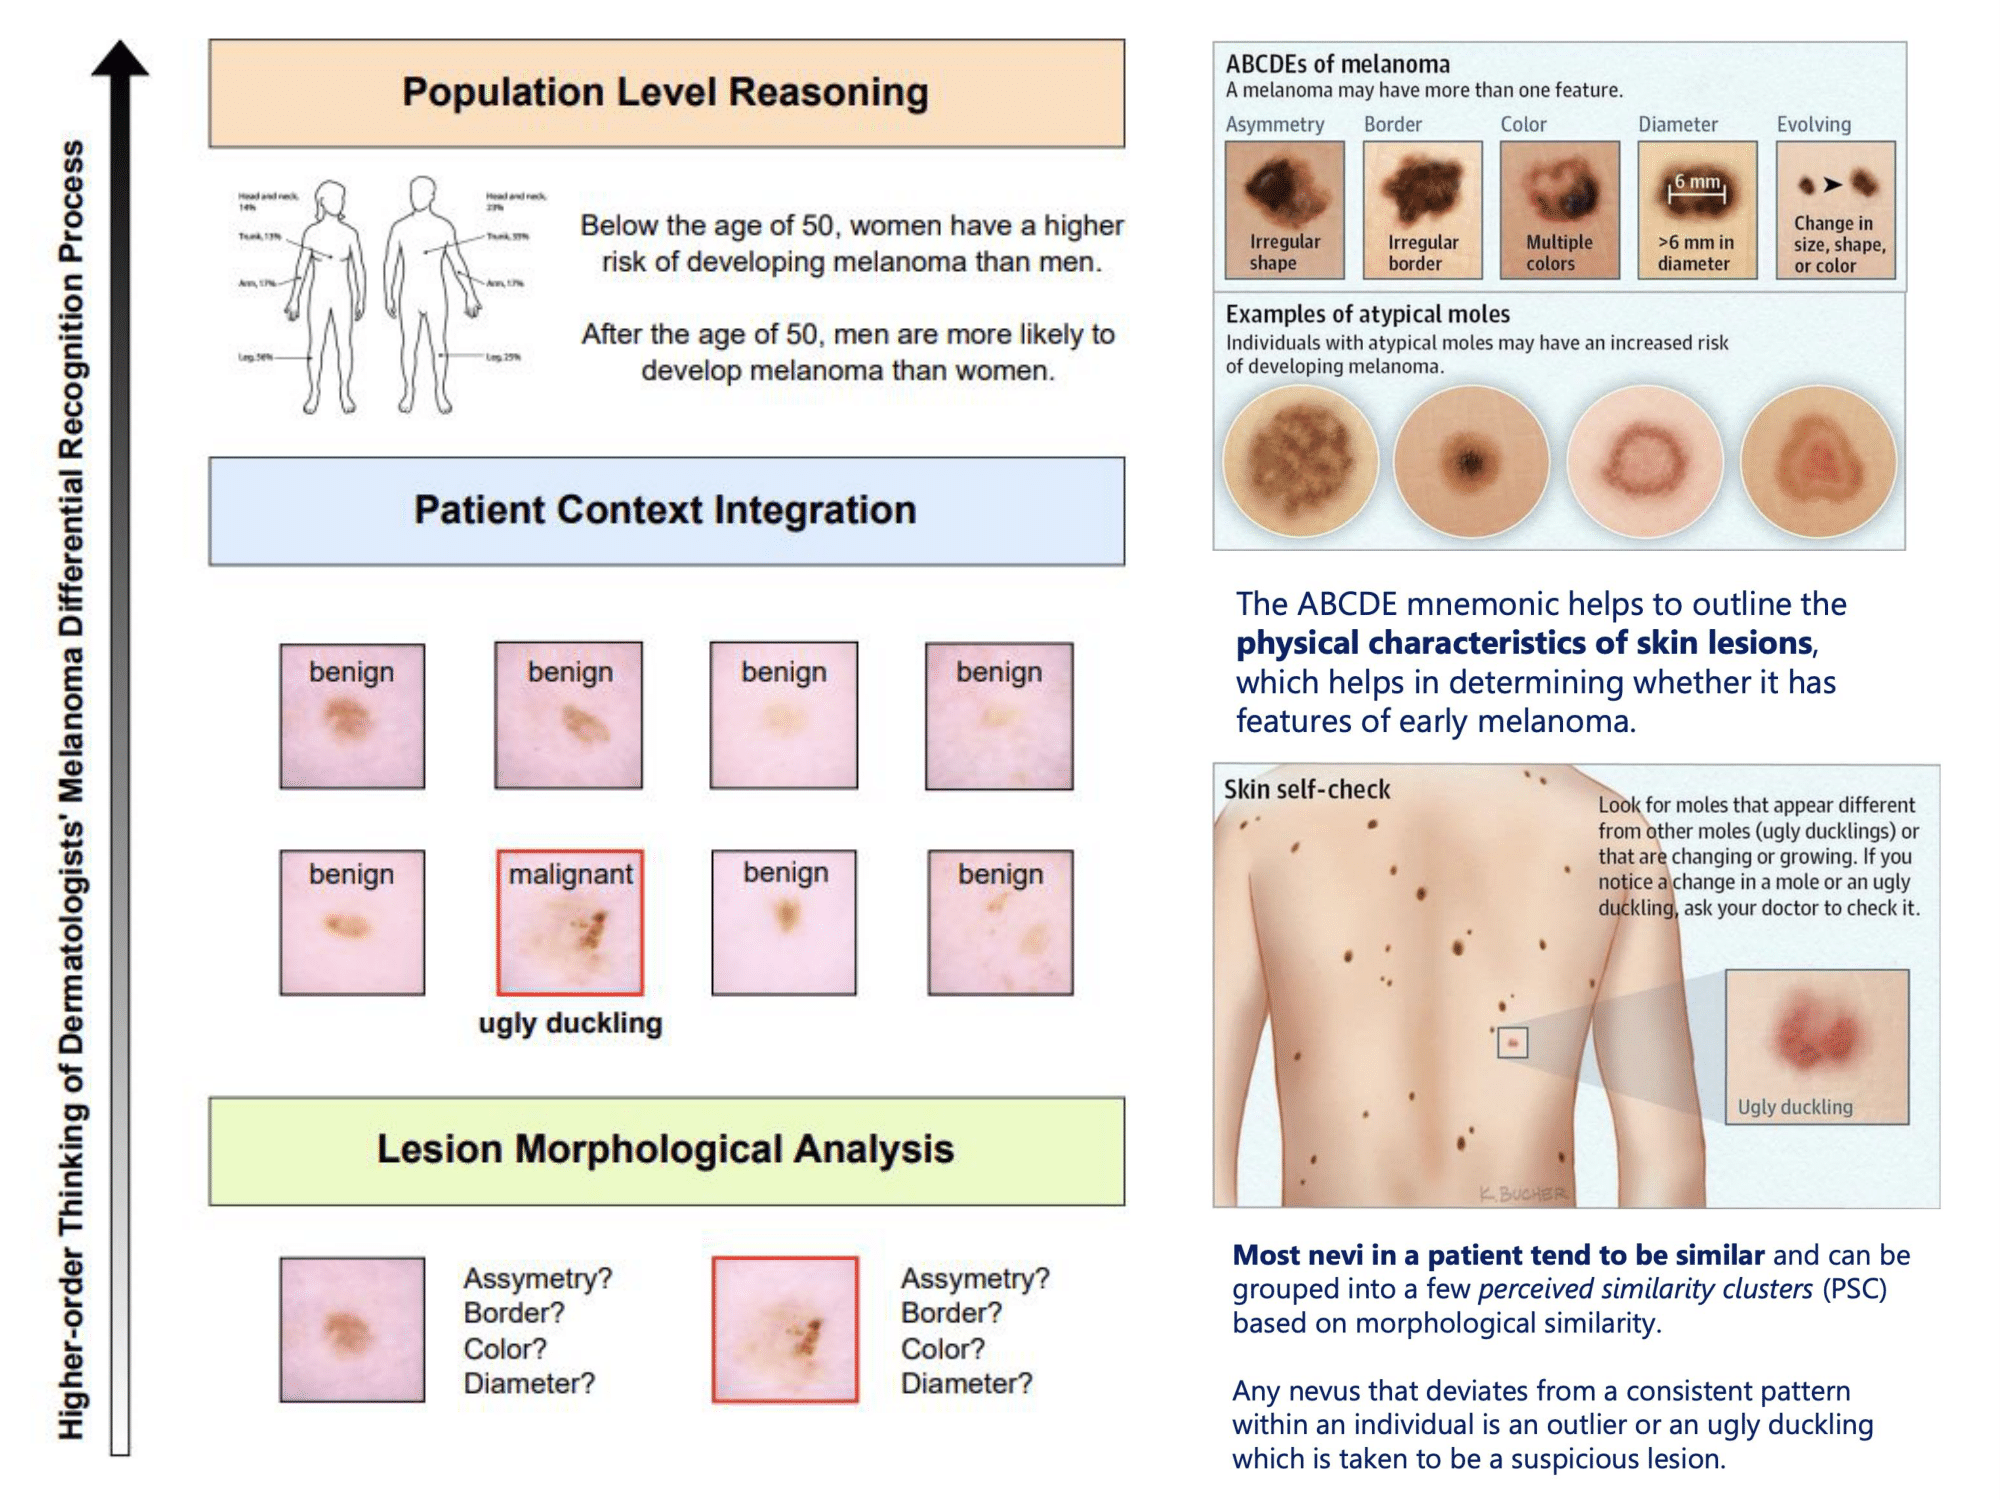 Higher-order Thinking of Dermatologists' Melanoma Differential Recognition Process
Population Level Reasoning
Head and neck,
14%
Trunk, 13%
Arm, 17%
Leg, 56%
Head and neck,
23%
Trunk, 35%
Arm, 17%
Leg, 25%
Below the age of 50, women have a higher
risk of developing melanoma than men.
After the age of 50, men are more likely to
develop melanoma than women.
Patient Context Integration
benign
benign
benign
benign
benign
malignant
benign
benign
ugly duckling
Lesion Morphological Analysis
Assymetry?
Border?
Color?
Diameter?
Assymetry?
Border?
Color?
Diameter?
ABCDEs of melanoma
A melanoma may have more than one feature.
Asymmetry
Border
Color
Diameter
Evolving
Irregular
shape
Irregular
border
Multiple
colors
6 mm
>6 mm in
diameter
Change in
size, shape,
or color
Examples of atypical moles
Individuals with atypical moles may have an increased risk
of developing melanoma.
The ABCDE mnemonic helps to outline the
physical characteristics of skin lesions,
which helps in determining whether it has
features of early melanoma.
Skin self-check
Look for moles that appear different
from other moles (ugly ducklings) or
that are changing or growing. If you
notice a change in a mole or an ugly
duckling, ask your doctor to check it.
Ugly duckling
K.BUCHER
Most nevi in a patient tend to be similar and can be
grouped into a few perceived similarity clusters (PSC)
based on morphological similarity.
Any nevus that deviates from a consistent pattern
within an individual is an outlier or an ugly duckling
which is taken to be a suspicious lesion.